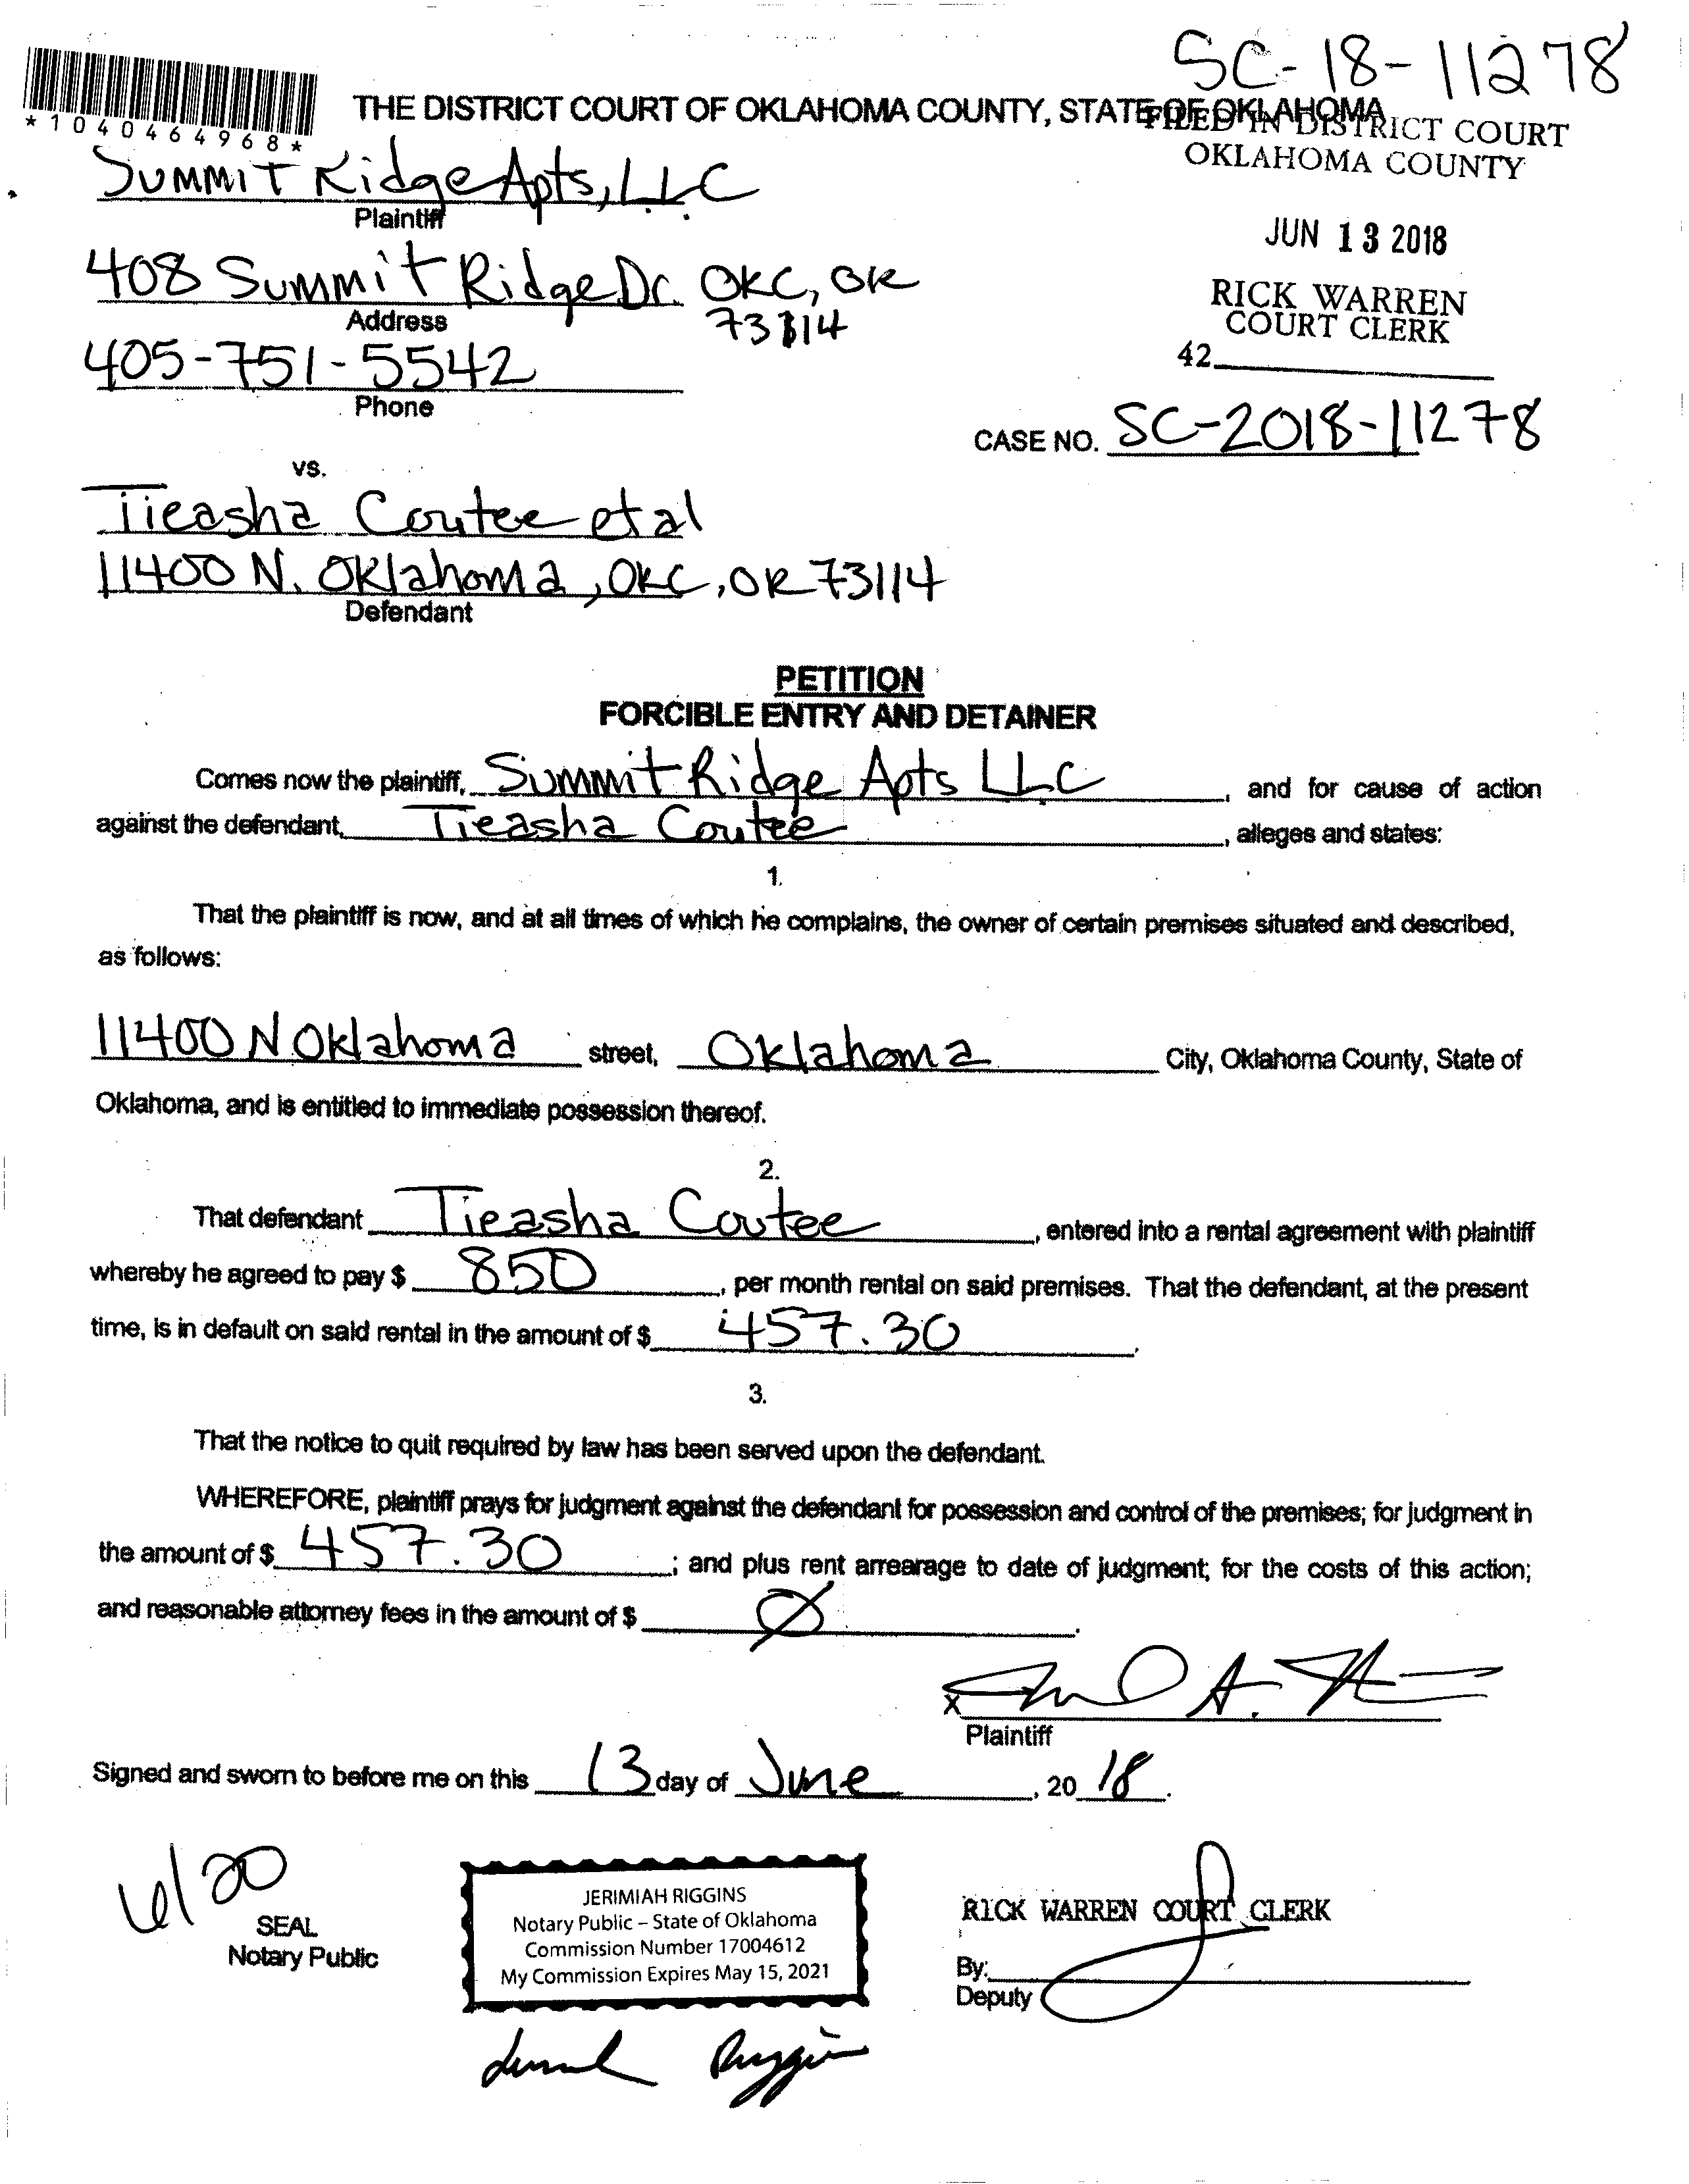 SC-18-11278
*1040464968*
THE DISTRICT COURT OF OKLAHOMA COUNTY, STATE OF OKLAHOMA
FILED IN DISTRICT COURT
OKLAHOMA COUNTY
Summit Ridge Apts, LLC
Plaintiff
JUN 13 2018
408 Summit Ridge Dr. OKC, OK
73114
Address
RICK WARREN
COURT CLERK
42
405-751-5542
Phone
CASE NO. SC-2018-11278
vs.
Tieasha Coutee et al
11400 N. Oklahoma, OKC, OK 73114
Defendant
PETITION
FORCIBLE ENTRY AND DETAINER
Comes now the plaintiff, Summit Ridge Apts LLC, and for cause of action
against the defendant, Tieasha Coutee, alleges and states:
1.
That the plaintiff is now, and at all times of which he complains, the owner of certain premises situated and described,
as follows:
11400 N Oklahoma street, Oklahoma City, Oklahoma County, State of
Oklahoma, and is entitled to immediate possession thereof.
2.
That defendant Tieasha Coutee, entered into a rental agreement with plaintiff
whereby he agreed to pay $ 850, per month rental on said premises. That the defendant, at the present
time, is in default on said rental in the amount of $ 457.30.
3.
That the notice to quit required by law has been served upon the defendant.
WHEREFORE, plaintiff prays for judgment against the defendant for possession and control of the premises; for judgment in
the amount of $ 457.30; and plus rent arrearage to date of judgment; for the costs of this action;
and reasonable attorney fees in the amount of $ Ø.
X
Plaintiff
Signed and sworn to before me on this 13 day of June, 20 18.
6/20
SEAL
Notary Public
JERIMIAH RIGGINS
Notary Public – State of Oklahoma
Commission Number 17004612
My Commission Expires May 15, 2021
RICK WARREN COURT CLERK
By:
Deputy